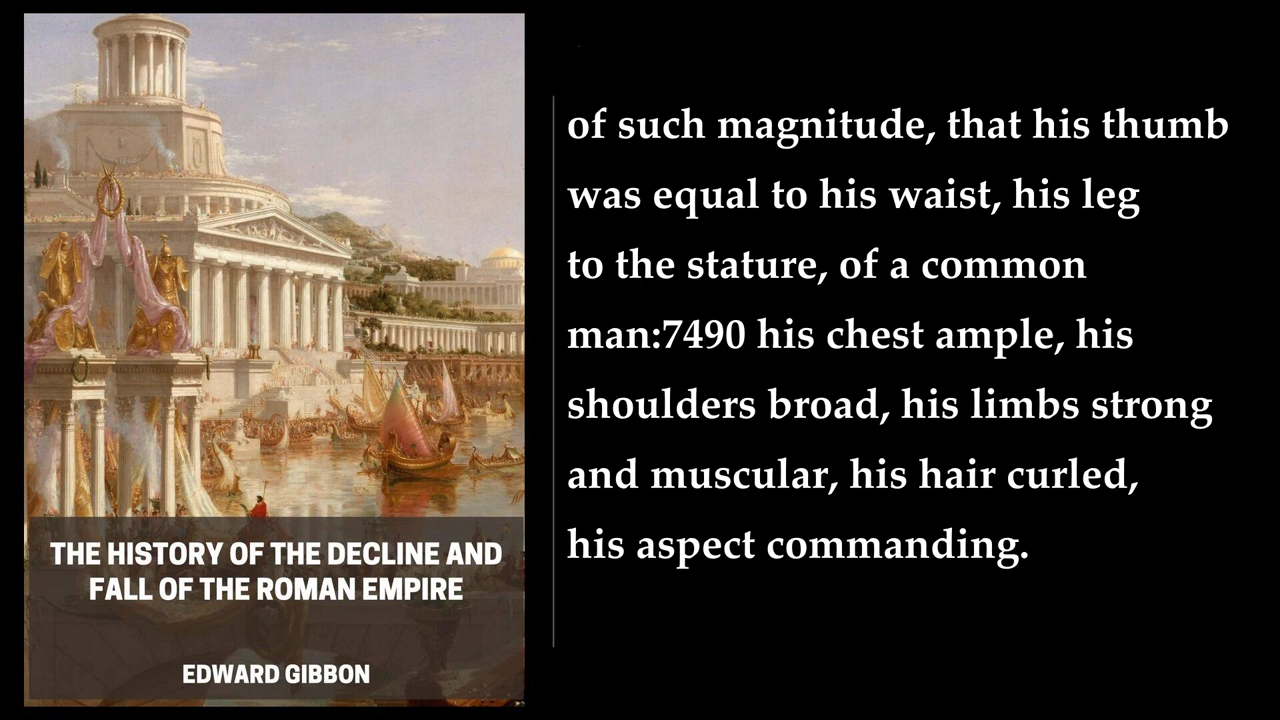 THE HISTORY OF THE DECLINE AND
FALL OF THE ROMAN EMPIRE
EDWARD GIBBON
of such magnitude, that his thumb
was equal to his waist, his leg
to the stature, of a common
man:7490 his chest ample, his
shoulders broad, his limbs strong
and muscular, his hair curled,
his aspect commanding.